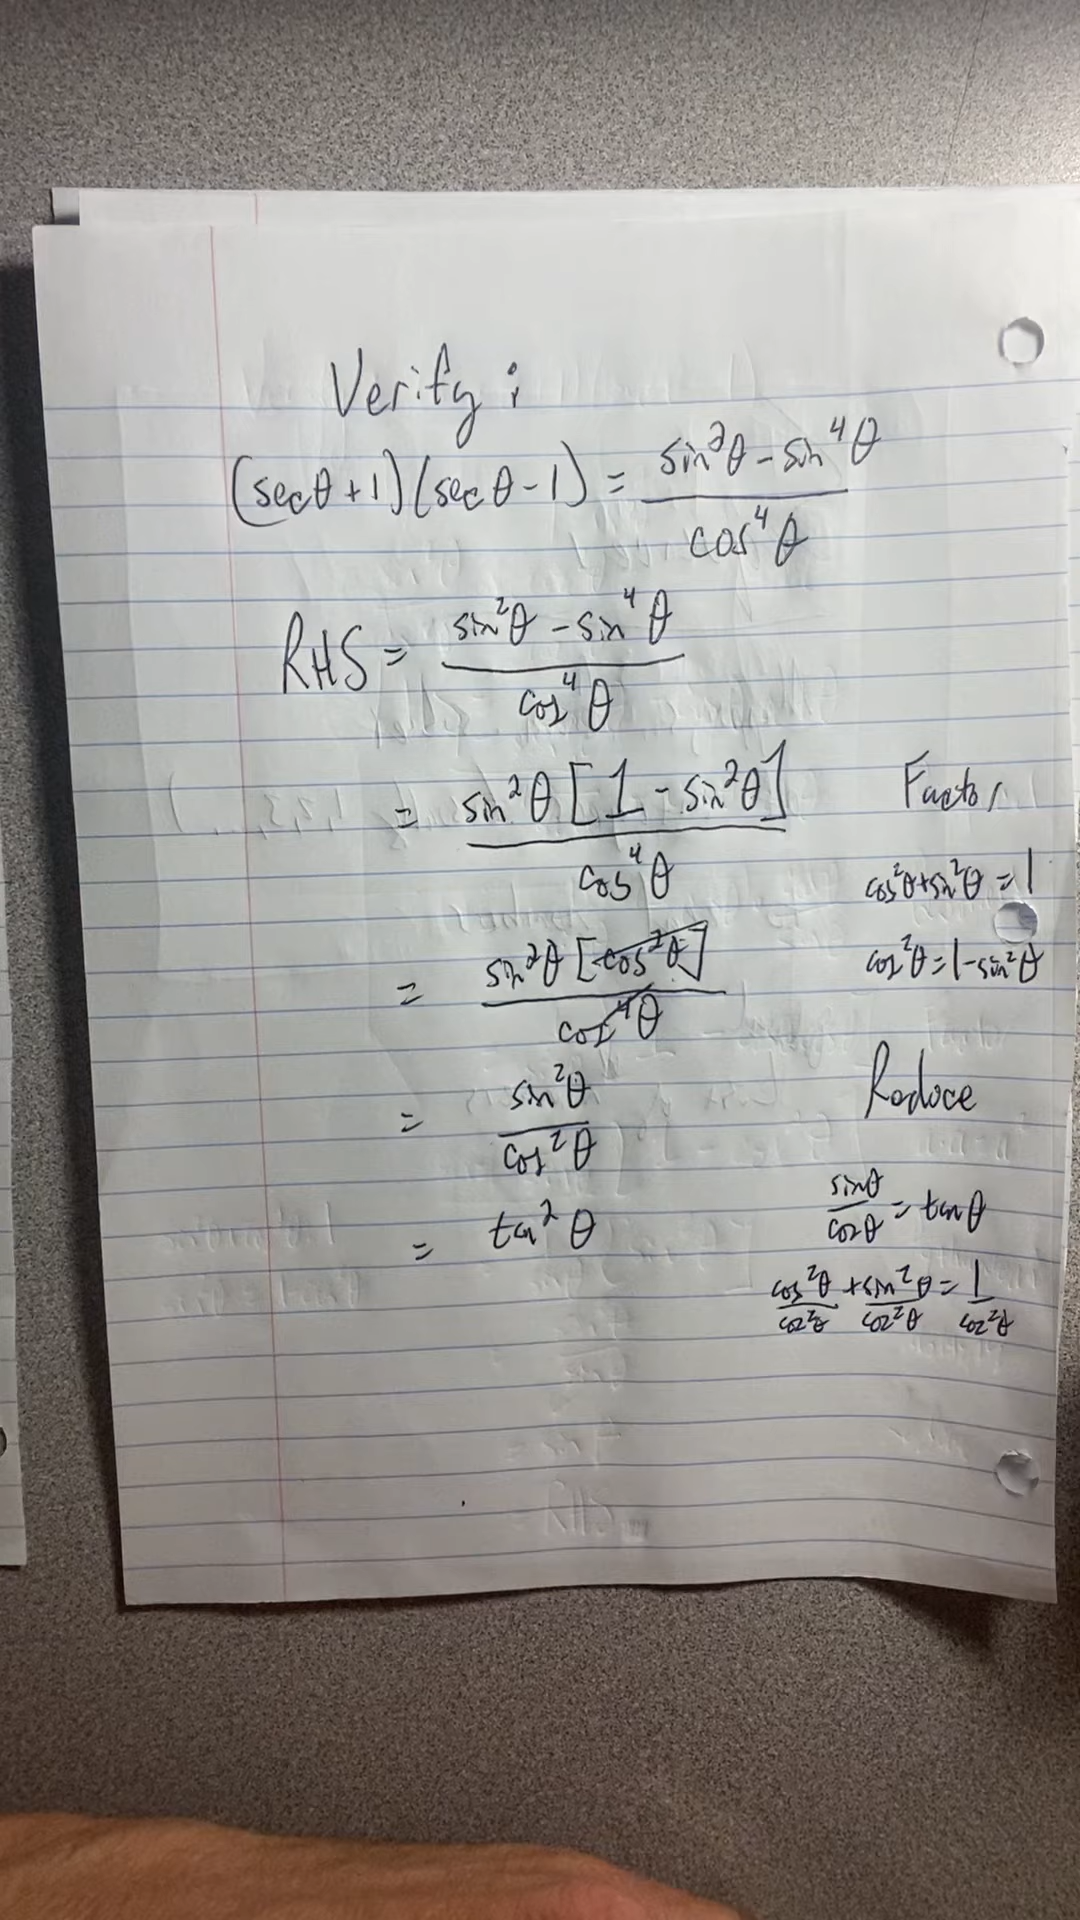 Verify:
(secθ + 1)(secθ - 1) = (sin²θ - sin⁴θ)/cos⁴θ
RHS = (sin²θ - sin⁴θ)/cos⁴θ
= sin²θ[1 - sin²θ]/cos⁴θ Factor
cos²θ + sin²θ = 1
= sin²θ[cos²θ]/cos⁴θ cos²θ = 1 - sin²θ
= sin²θ/cos²θ Reduce
= tan²θ sinθ/cosθ = tanθ
cos²θ/cos²θ + sin²θ/cos²θ = 1/cos²θ